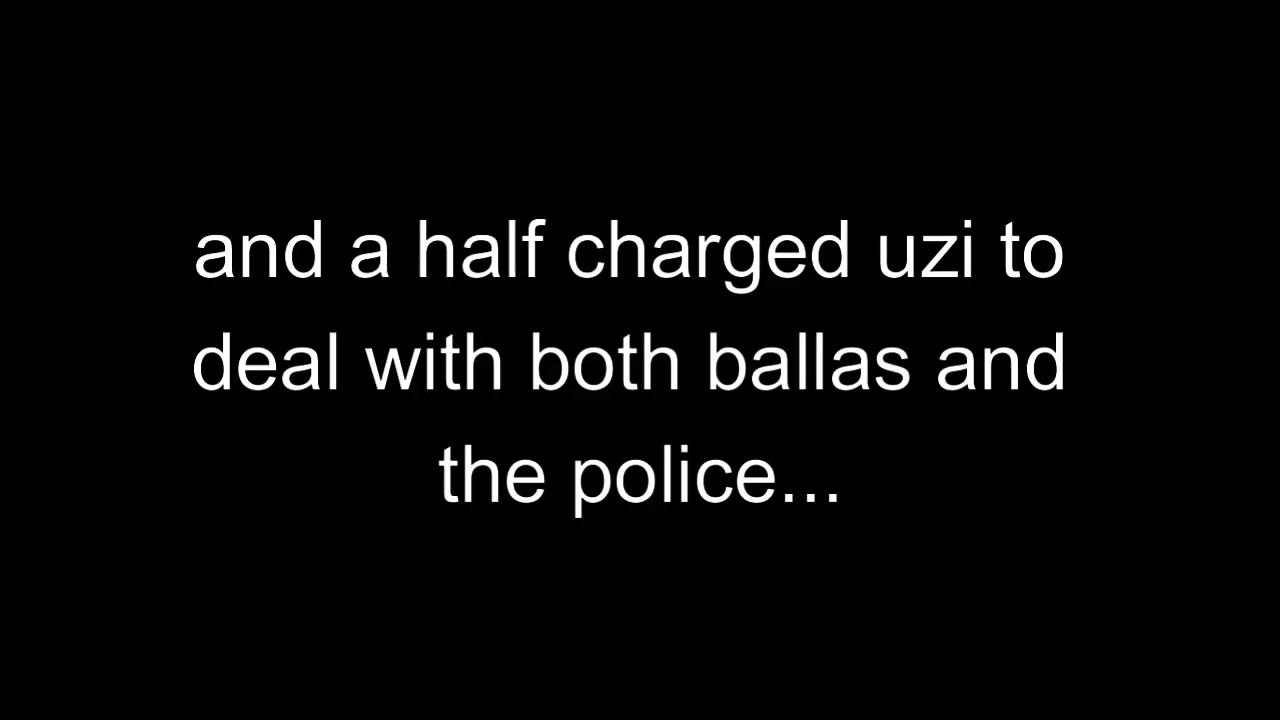 and a half charged uzi to
deal with both ballas and
the police...